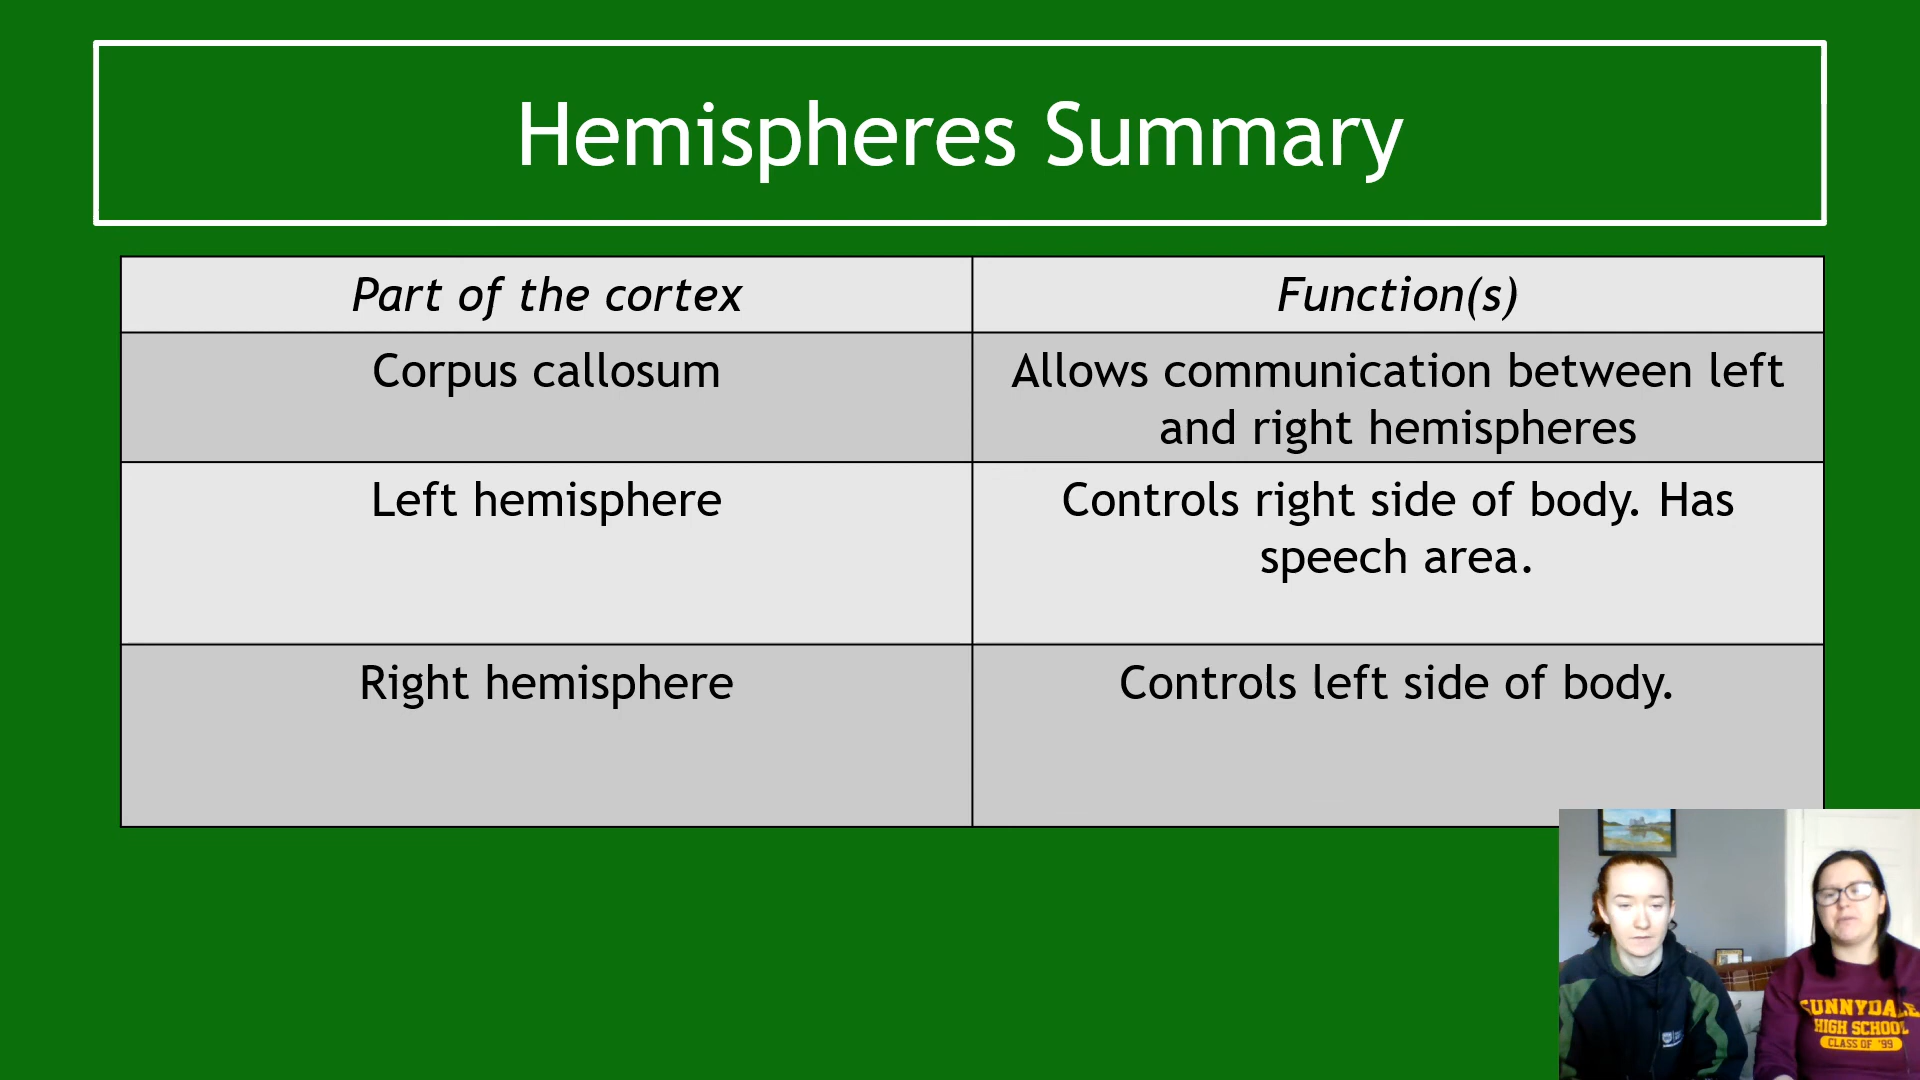 Hemispheres Summary
Part of the cortex
Function(s)
Corpus callosum
Allows communication between left
and right hemispheres
Left hemisphere
Controls right side of body. Has
speech area.
Right hemisphere
Controls left side of body.
SUNNYDALE
HIGH SCHOOL
CLASS OF '99